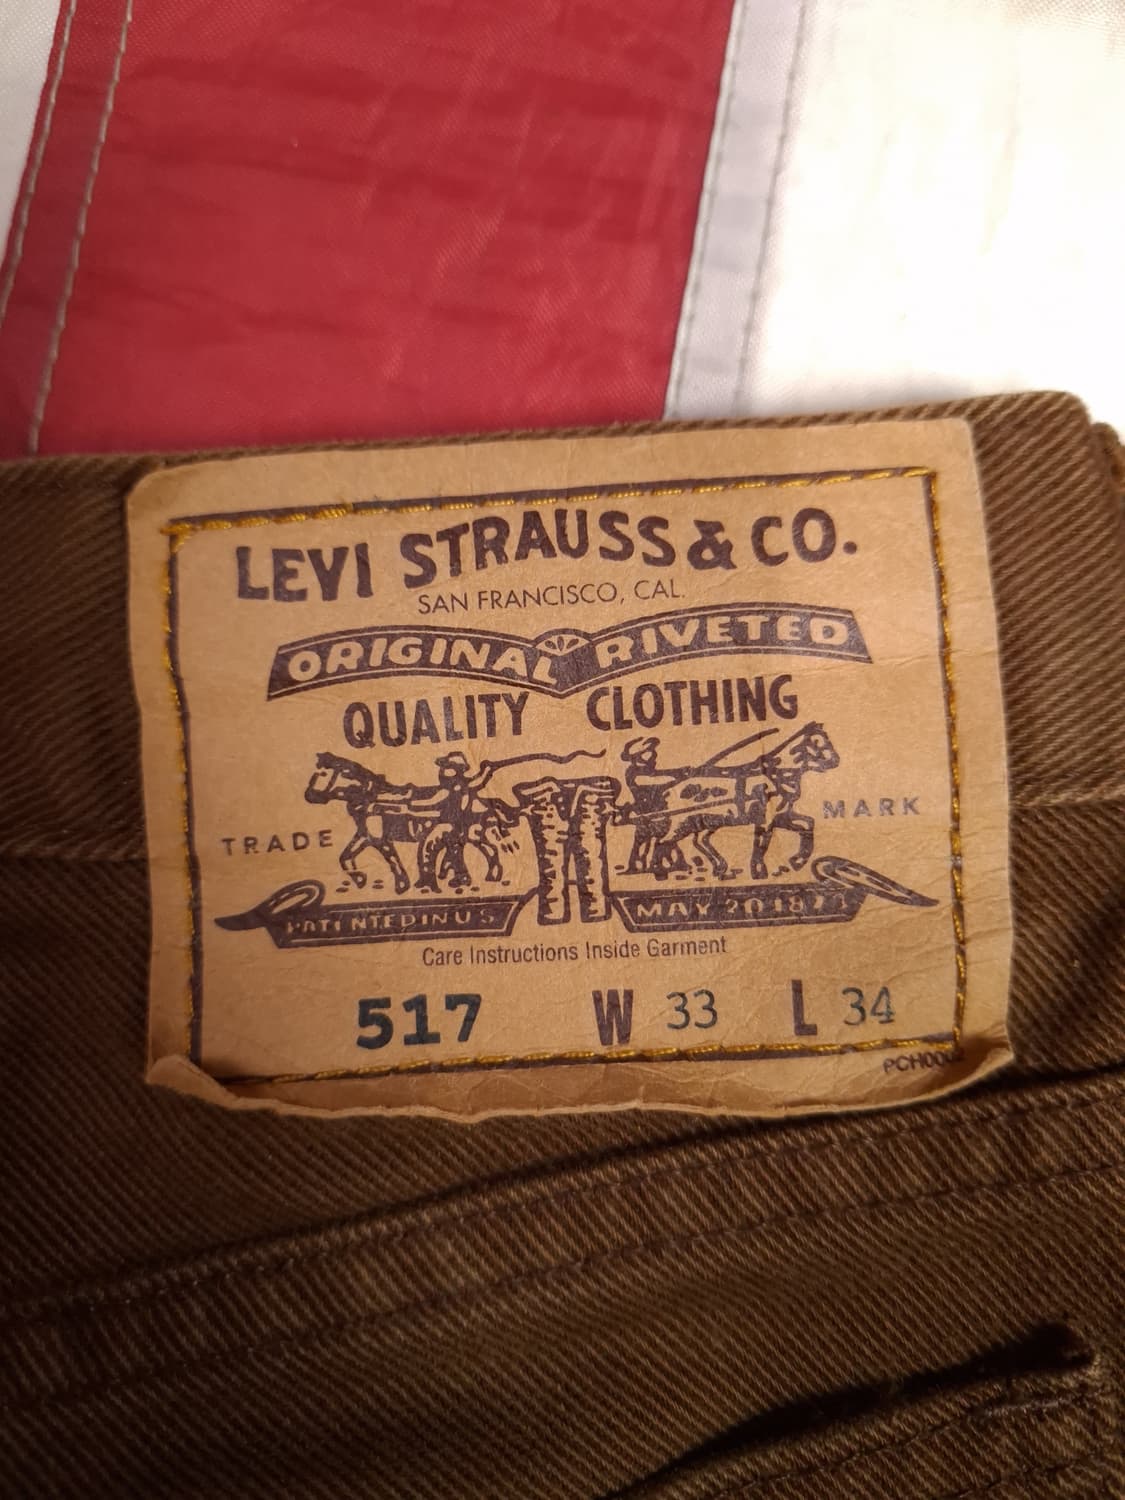 LEVI STRAUSS & CO.
SAN FRANCISCO, CAL.
ORIGINAL RIVETED
QUALITY CLOTHING
TRADE MARK
PATENTED IN US MAY 20 1873
Care Instructions Inside Garment
517 W 33 L 34